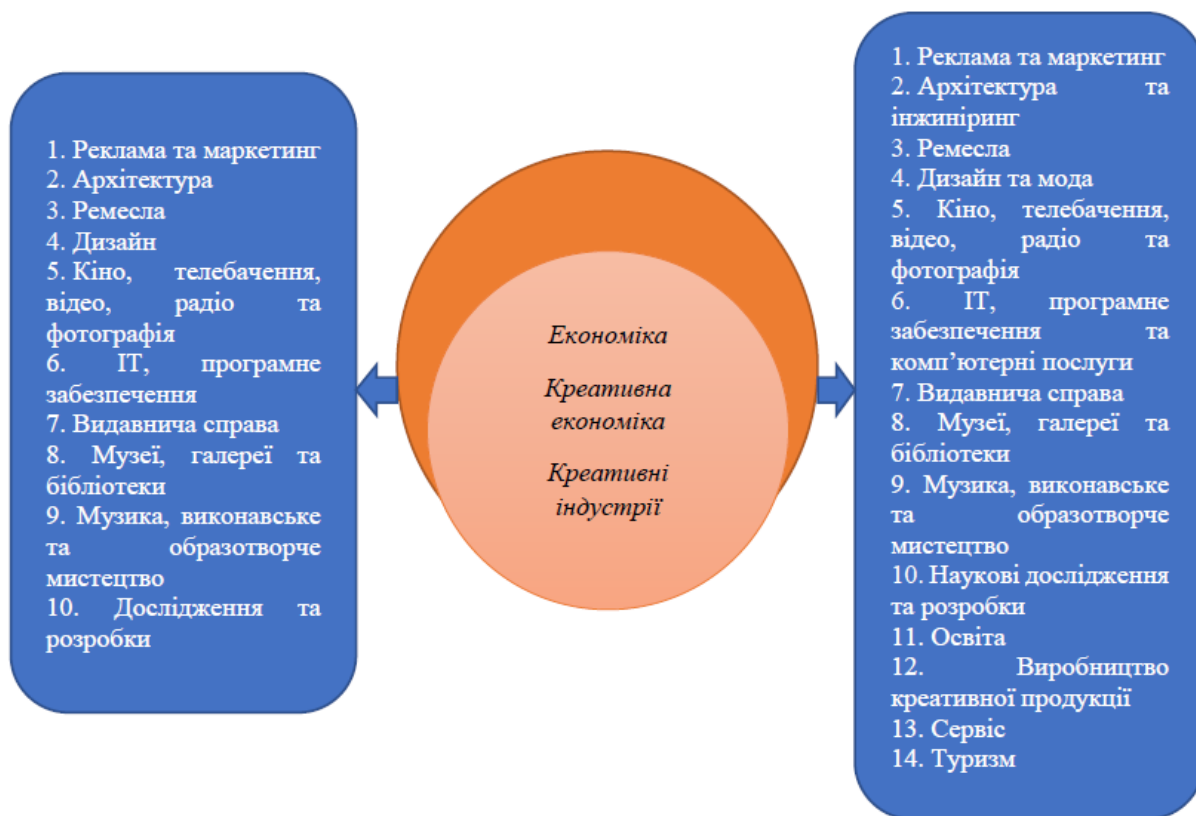 1. Реклама та маркетинг
2. Архітектура
3. Ремесла
4. Дизайн
5. Кіно, телебачення,
відео, радіо та
фотографія
6. ІТ, програмне
забезпечення
7. Видавнича справа
8. Музеї, галереї та
бібліотеки
9. Музика, виконавське
та образотворче
мистецтво
10. Дослідження та
розробки
Економіка
Креативна
економіка
Креативні
індустрії
1. Реклама та маркетинг
2. Архітектура та
інжиніринг
3. Ремесла
4. Дизайн та мода
5. Кіно, телебачення,
відео, радіо та
фотографія
6. ІТ, програмне
забезпечення та
комп’ютерні послуги
7. Видавнича справа
8. Музеї, галереї та
бібліотеки
9. Музика, виконавське
та образотворче
мистецтво
10. Наукові дослідження
та розробки
11. Освіта
12. Виробництво
креативної продукції
13. Сервіс
14. Туризм